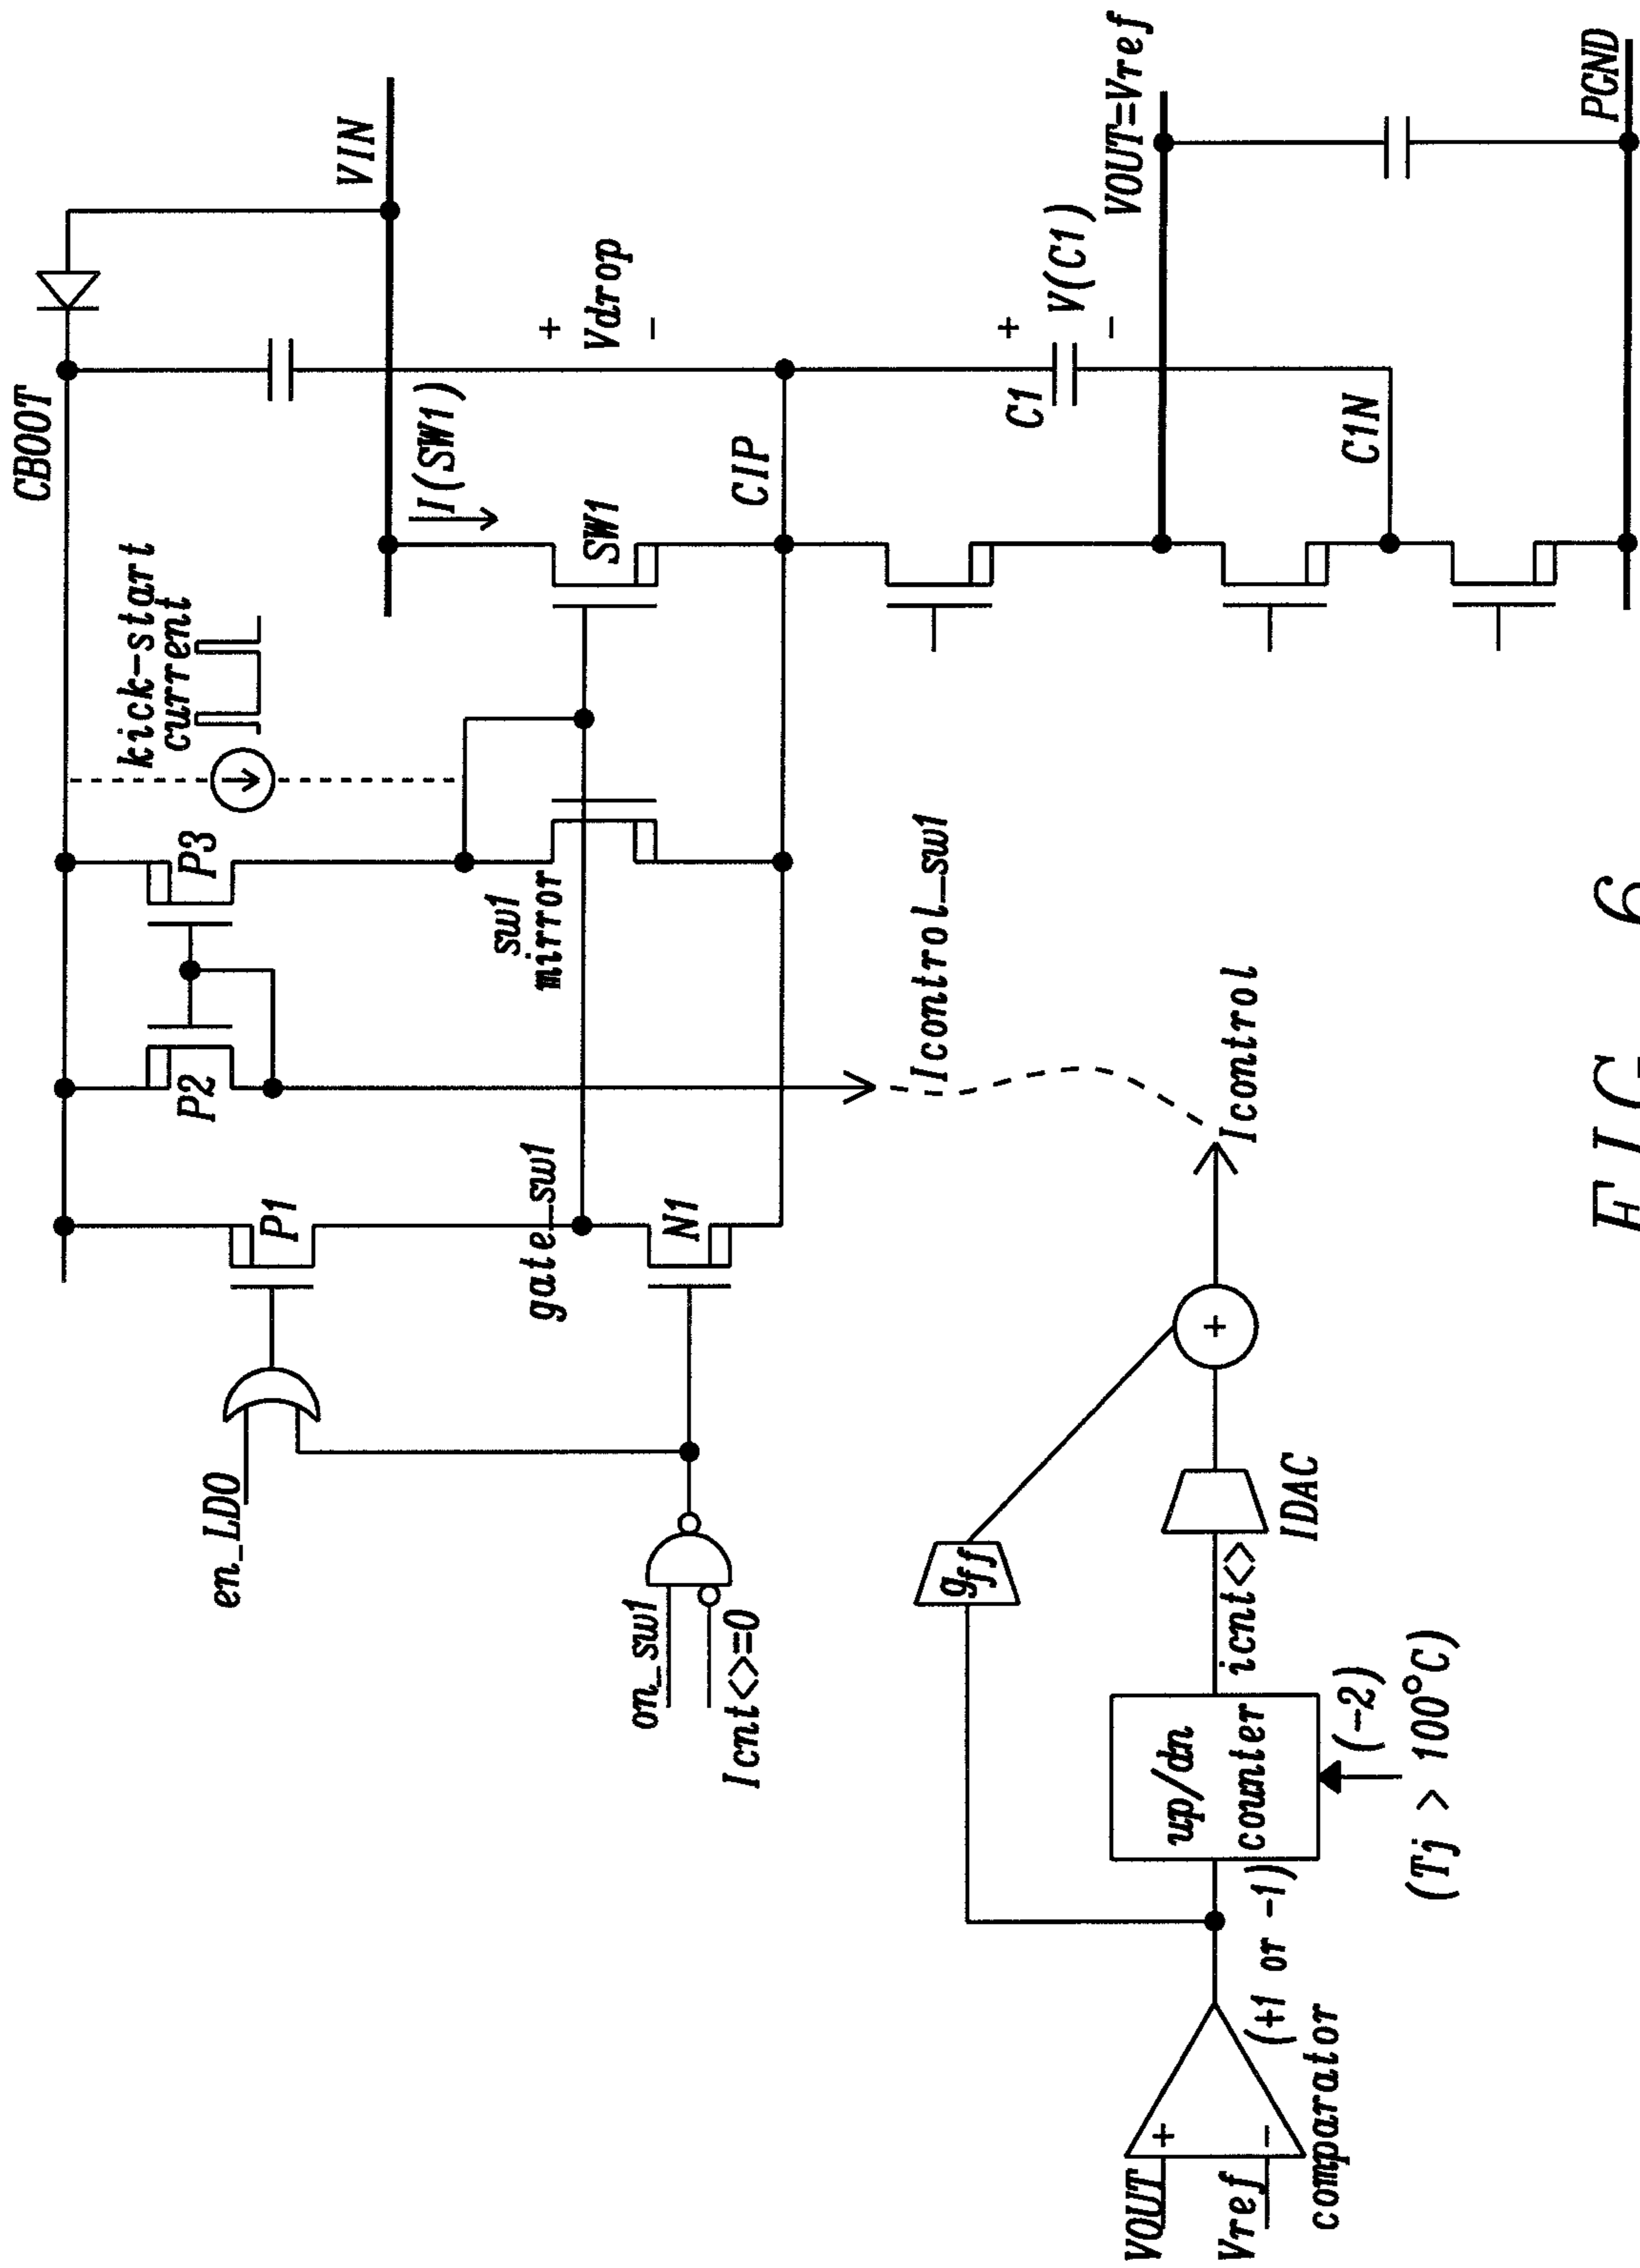 CBOOT
VIN
kick-start
current
I(SW1)
+
Vdrop
-
P3
P2
P1
sw1
mirror
SW1
CIP
gate_sw1
N1
en_LDO
on_sw1
Icnt<>=0
Icontrol_sw1
C1
+
V(C1)
-
VOUT=Vref
C1N
PGND
gff
+
Icontrol
VOUT
+
Vref
-
comparator
(+1 or -1)
up/dn
counter
icnt<>
IDAC
(-2)
(Tj > 100°C)
FIG. 6